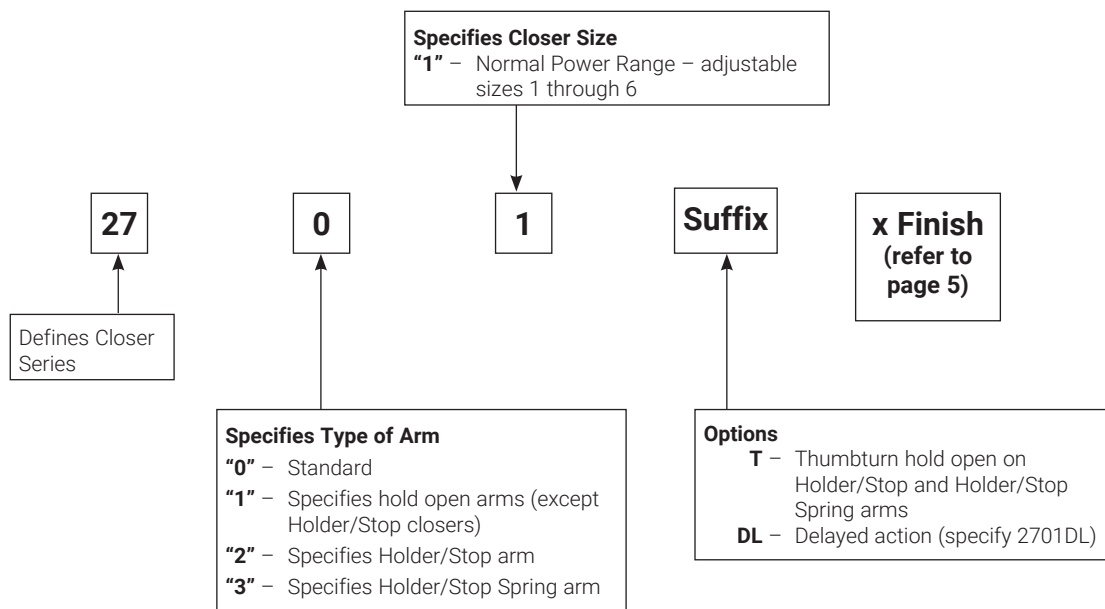 Specifies Closer Size
“1” – Normal Power Range – adjustable
sizes 1 through 6
27
0
1
Suffix
x Finish
(refer to
page 5)
Defines Closer
Series
Specifies Type of Arm
“0” – Standard
“1” – Specifies hold open arms (except
Holder/Stop closers)
“2” – Specifies Holder/Stop arm
“3” – Specifies Holder/Stop Spring arm
Options
T – Thumbturn hold open on
Holder/Stop and Holder/Stop
Spring arms
DL – Delayed action (specify 2701DL)